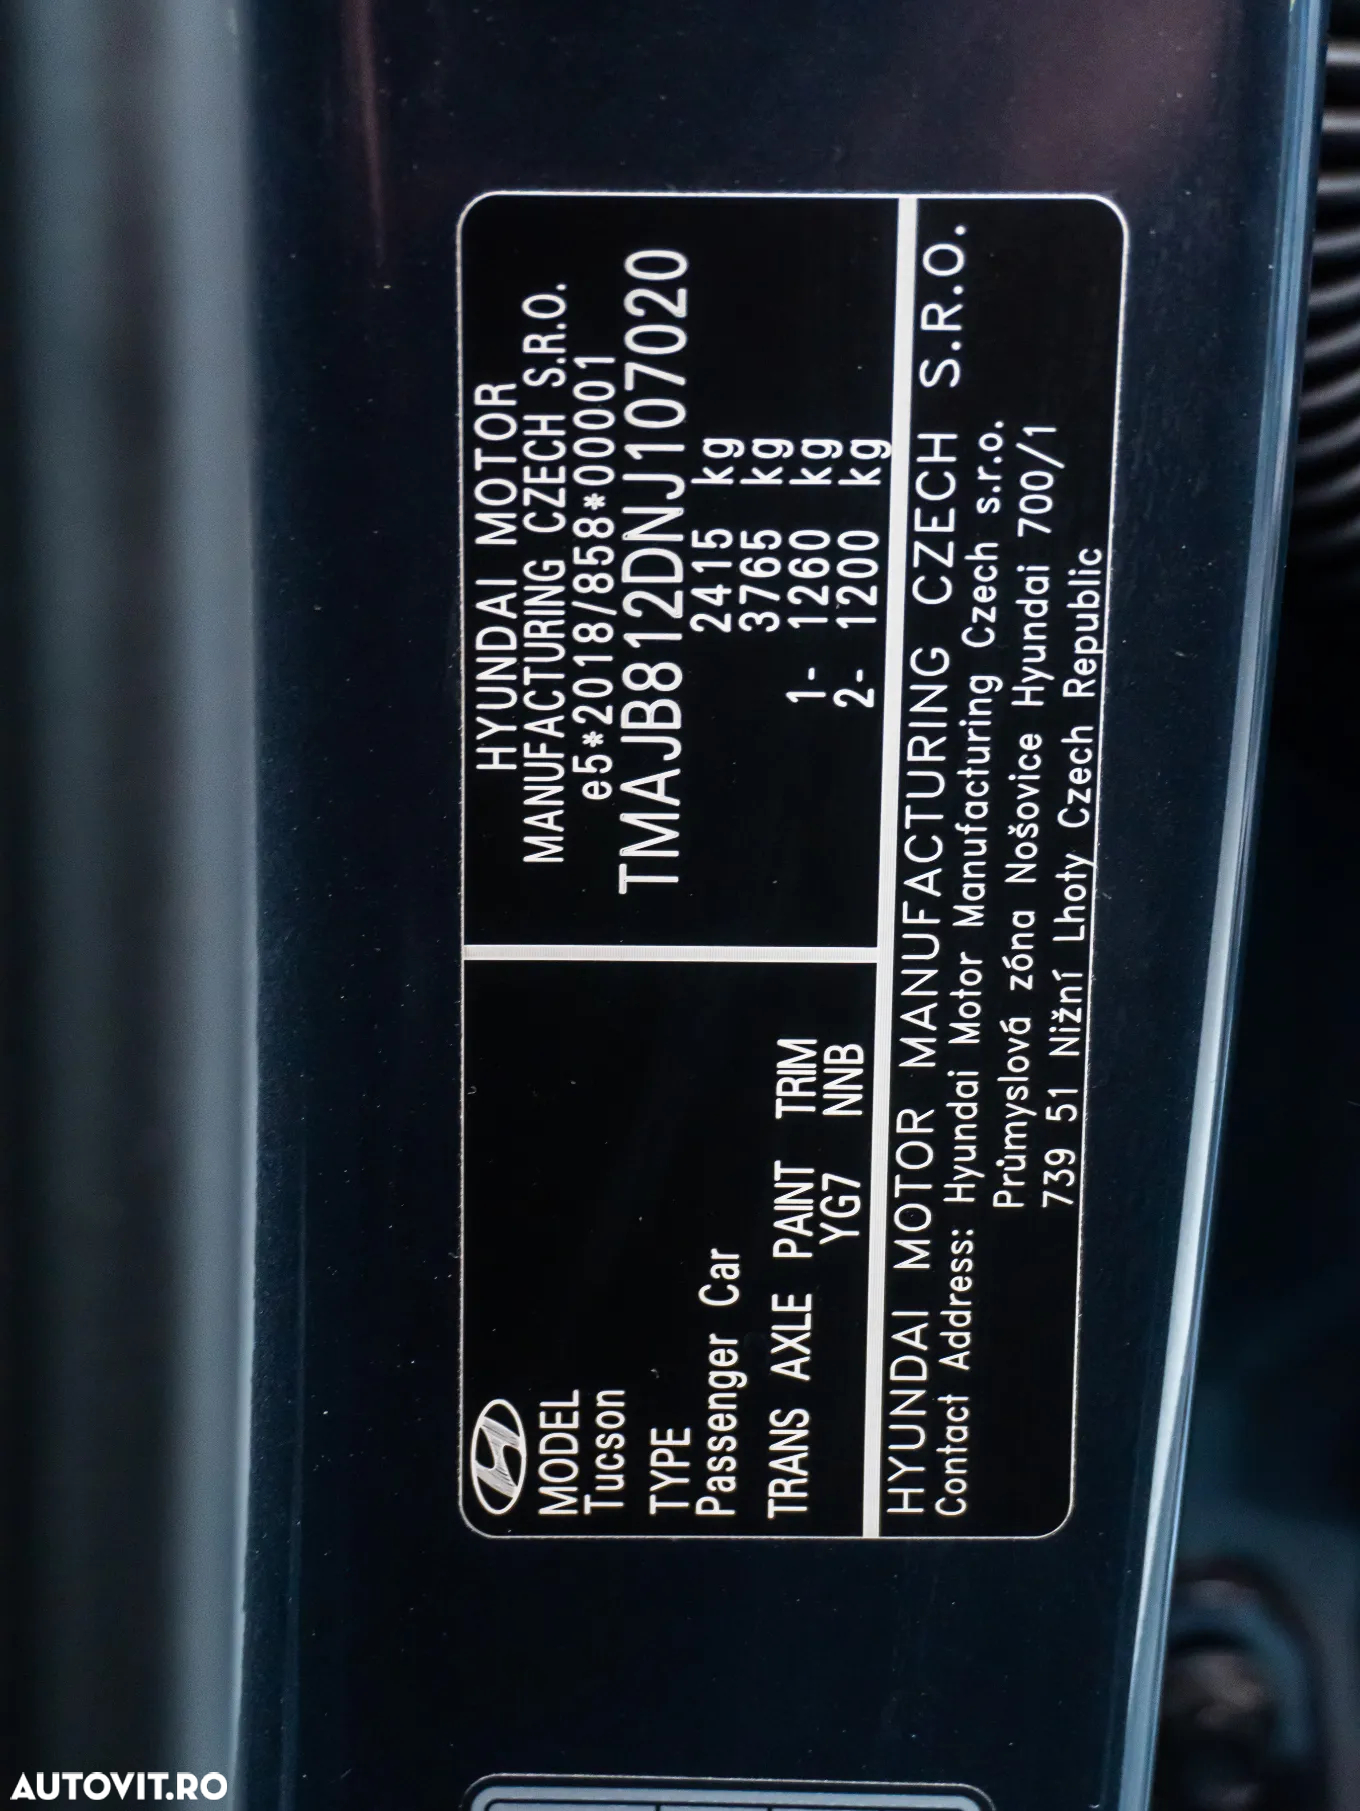 MODEL
Tucson
TYPE
Passenger Car
TRANS AXLE PAINT TRIM
YG7 NNB
HYUNDAI MOTOR
MANUFACTURING CZECH S.R.O.
e5*2018/858*00001
TMAJB812DNJ107020
2415 kg
3765 kg
1- 1260 kg
2- 1200 kg
HYUNDAI MOTOR MANUFACTURING CZECH S.R.O.
Contact Address: Hyundai Motor Manufacturing Czech s.r.o.
Průmyslová zóna Nošovice Hyundai 700/1
739 51 Nižní Lhoty Czech Republic
AUTOVIT.RO